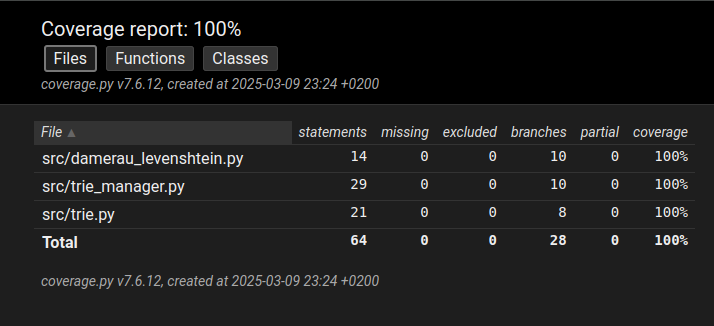 Coverage report: 100%
Files Functions Classes
coverage.py v7.6.12, created at 2025-03-09 23:24 +0200
File ▲ statements missing excluded branches partial coverage
src/damerau_levenshtein.py 14 0 0 10 0 100%
src/trie_manager.py 29 0 0 10 0 100%
src/trie.py 21 0 0 8 0 100%
Total 64 0 0 28 0 100%
coverage.py v7.6.12, created at 2025-03-09 23:24 +0200